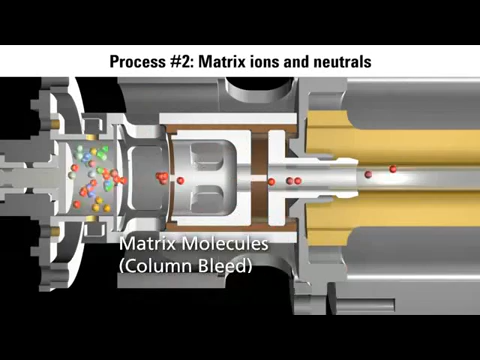 Process #2: Matrix ions and neutrals
Matrix Molecules
(Column Bleed)